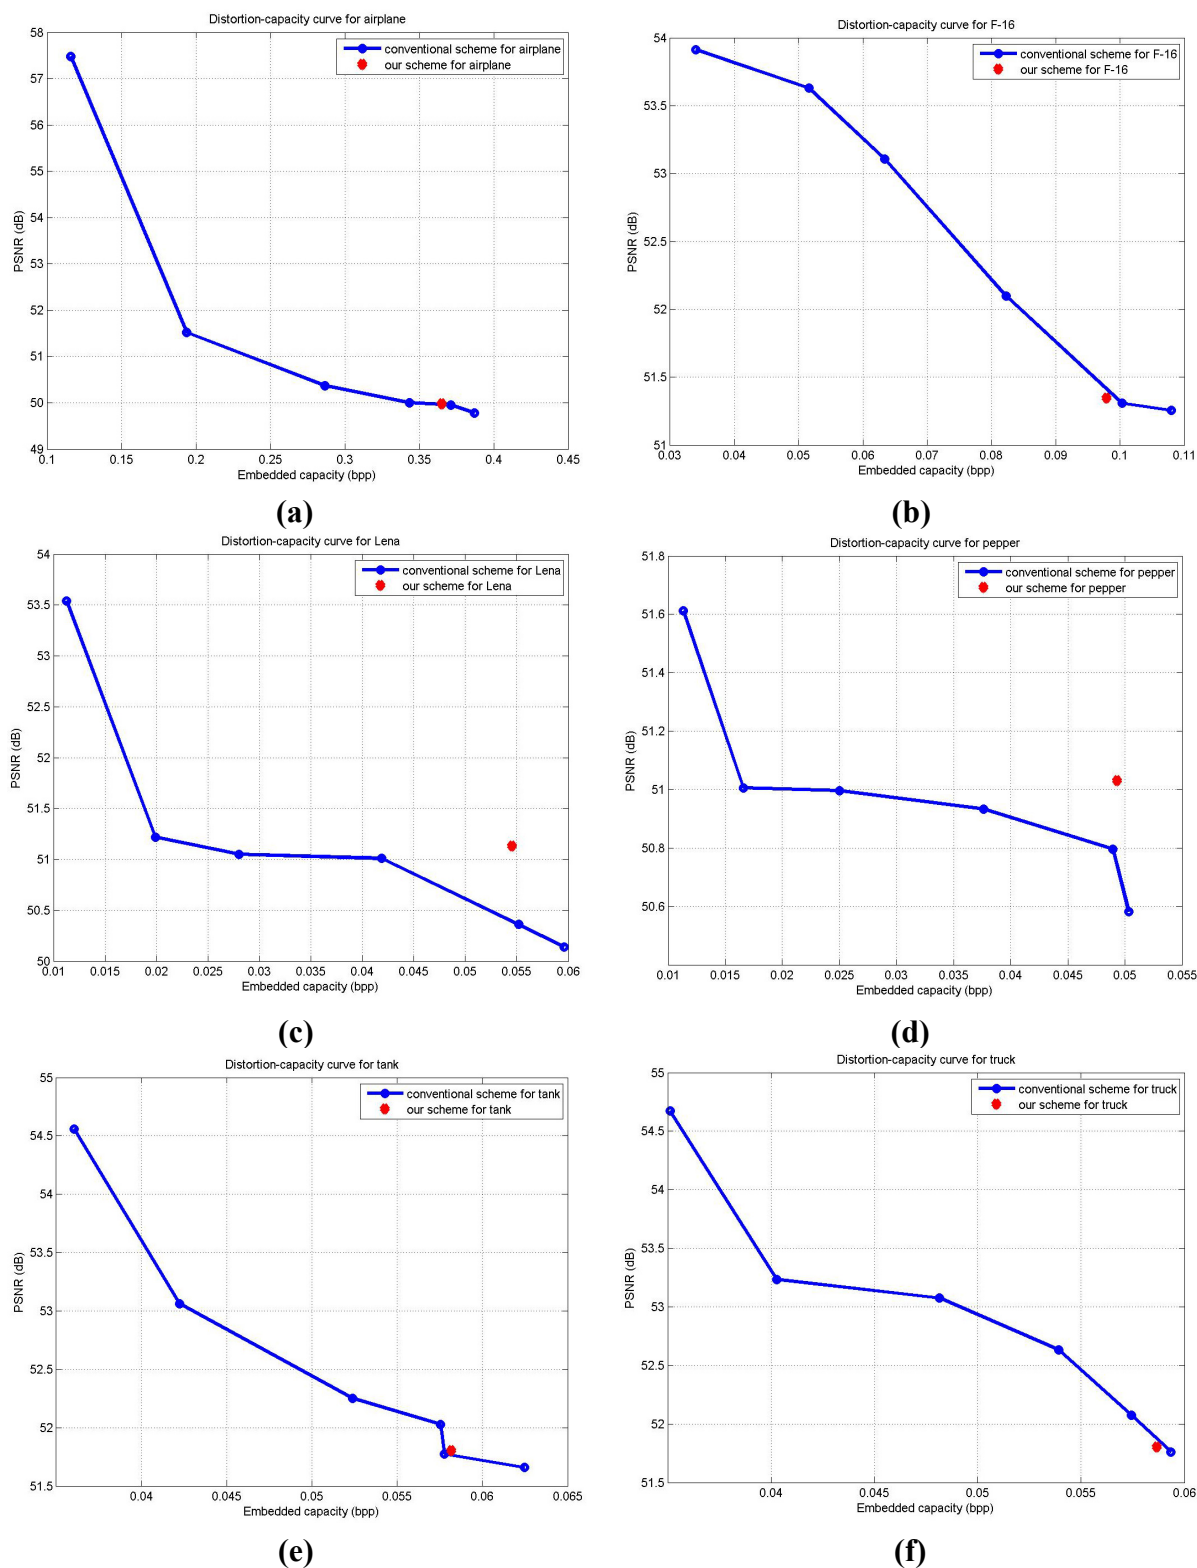 Distortion-capacity curve for airplane
conventional scheme for airplane
our scheme for airplane
PSNR (dB)
58
57
56
55
54
53
52
51
50
49
0.1 0.15 0.2 0.25 0.3 0.35 0.4 0.45
Embedded capacity (bpp)
(a)
Distortion-capacity curve for F-16
conventional scheme for F-16
our scheme for F-16
PSNR (dB)
54
53.5
53
52.5
52
51.5
51
0.03 0.04 0.05 0.06 0.07 0.08 0.09 0.1 0.11
Embedded capacity (bpp)
(b)
Distortion-capacity curve for Lena
conventional scheme for Lena
our scheme for Lena
PSNR (dB)
54
53.5
53
52.5
52
51.5
51
50.5
50
0.01 0.015 0.02 0.025 0.03 0.035 0.04 0.045 0.05 0.055 0.06
Embedded capacity (bpp)
(c)
Distortion-capacity curve for pepper
conventional scheme for pepper
our scheme for pepper
PSNR (dB)
51.8
51.6
51.4
51.2
51
50.8
50.6
0.01 0.015 0.02 0.025 0.03 0.035 0.04 0.045 0.05 0.055
Embedded capacity (bpp)
(d)
Distortion-capacity curve for tank
conventional scheme for tank
our scheme for tank
PSNR (dB)
55
54.5
54
53.5
53
52.5
52
51.5
0.04 0.045 0.05 0.055 0.06 0.065
Embedded capacity (bpp)
(e)
Distortion-capacity curve for truck
conventional scheme for truck
our scheme for truck
PSNR (dB)
55
54.5
54
53.5
53
52.5
52
51.5
0.04 0.045 0.05 0.055 0.06
Embedded capacity (bpp)
(f)